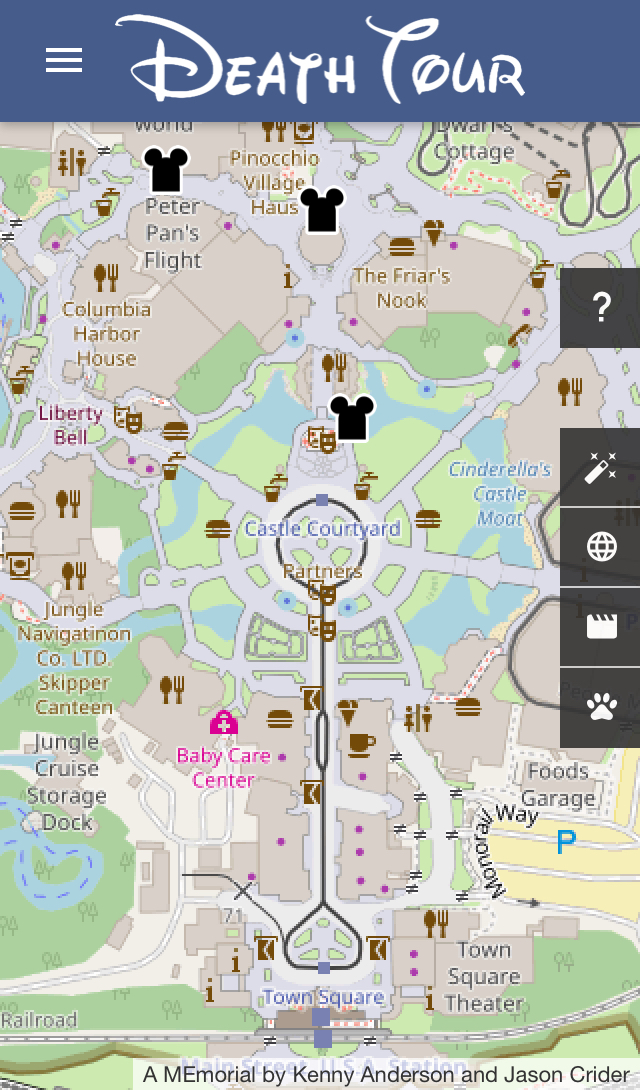 DEATH TOUR
World
Dwarfs'
Cottage
Pinocchio
Village
Haus
Peter
Pan's
Flight
The Friar's
Nook
?
Columbia
Harbor
House
Liberty
Bell
Cinderella's
Castle
Moat
Castle Courtyard
Partners
Jungle
Navigatinon
Co. LTD.
Skipper
Canteen
Baby Care
Center
Jungle
Cruise
Storage
Dock
Foods
Garage
Monorail Way
P
71
Town
Square
Theater
Town Square
Railroad
Main Street, U.S.A. Station
A MEmorial by Kenny Anderson and Jason Crider